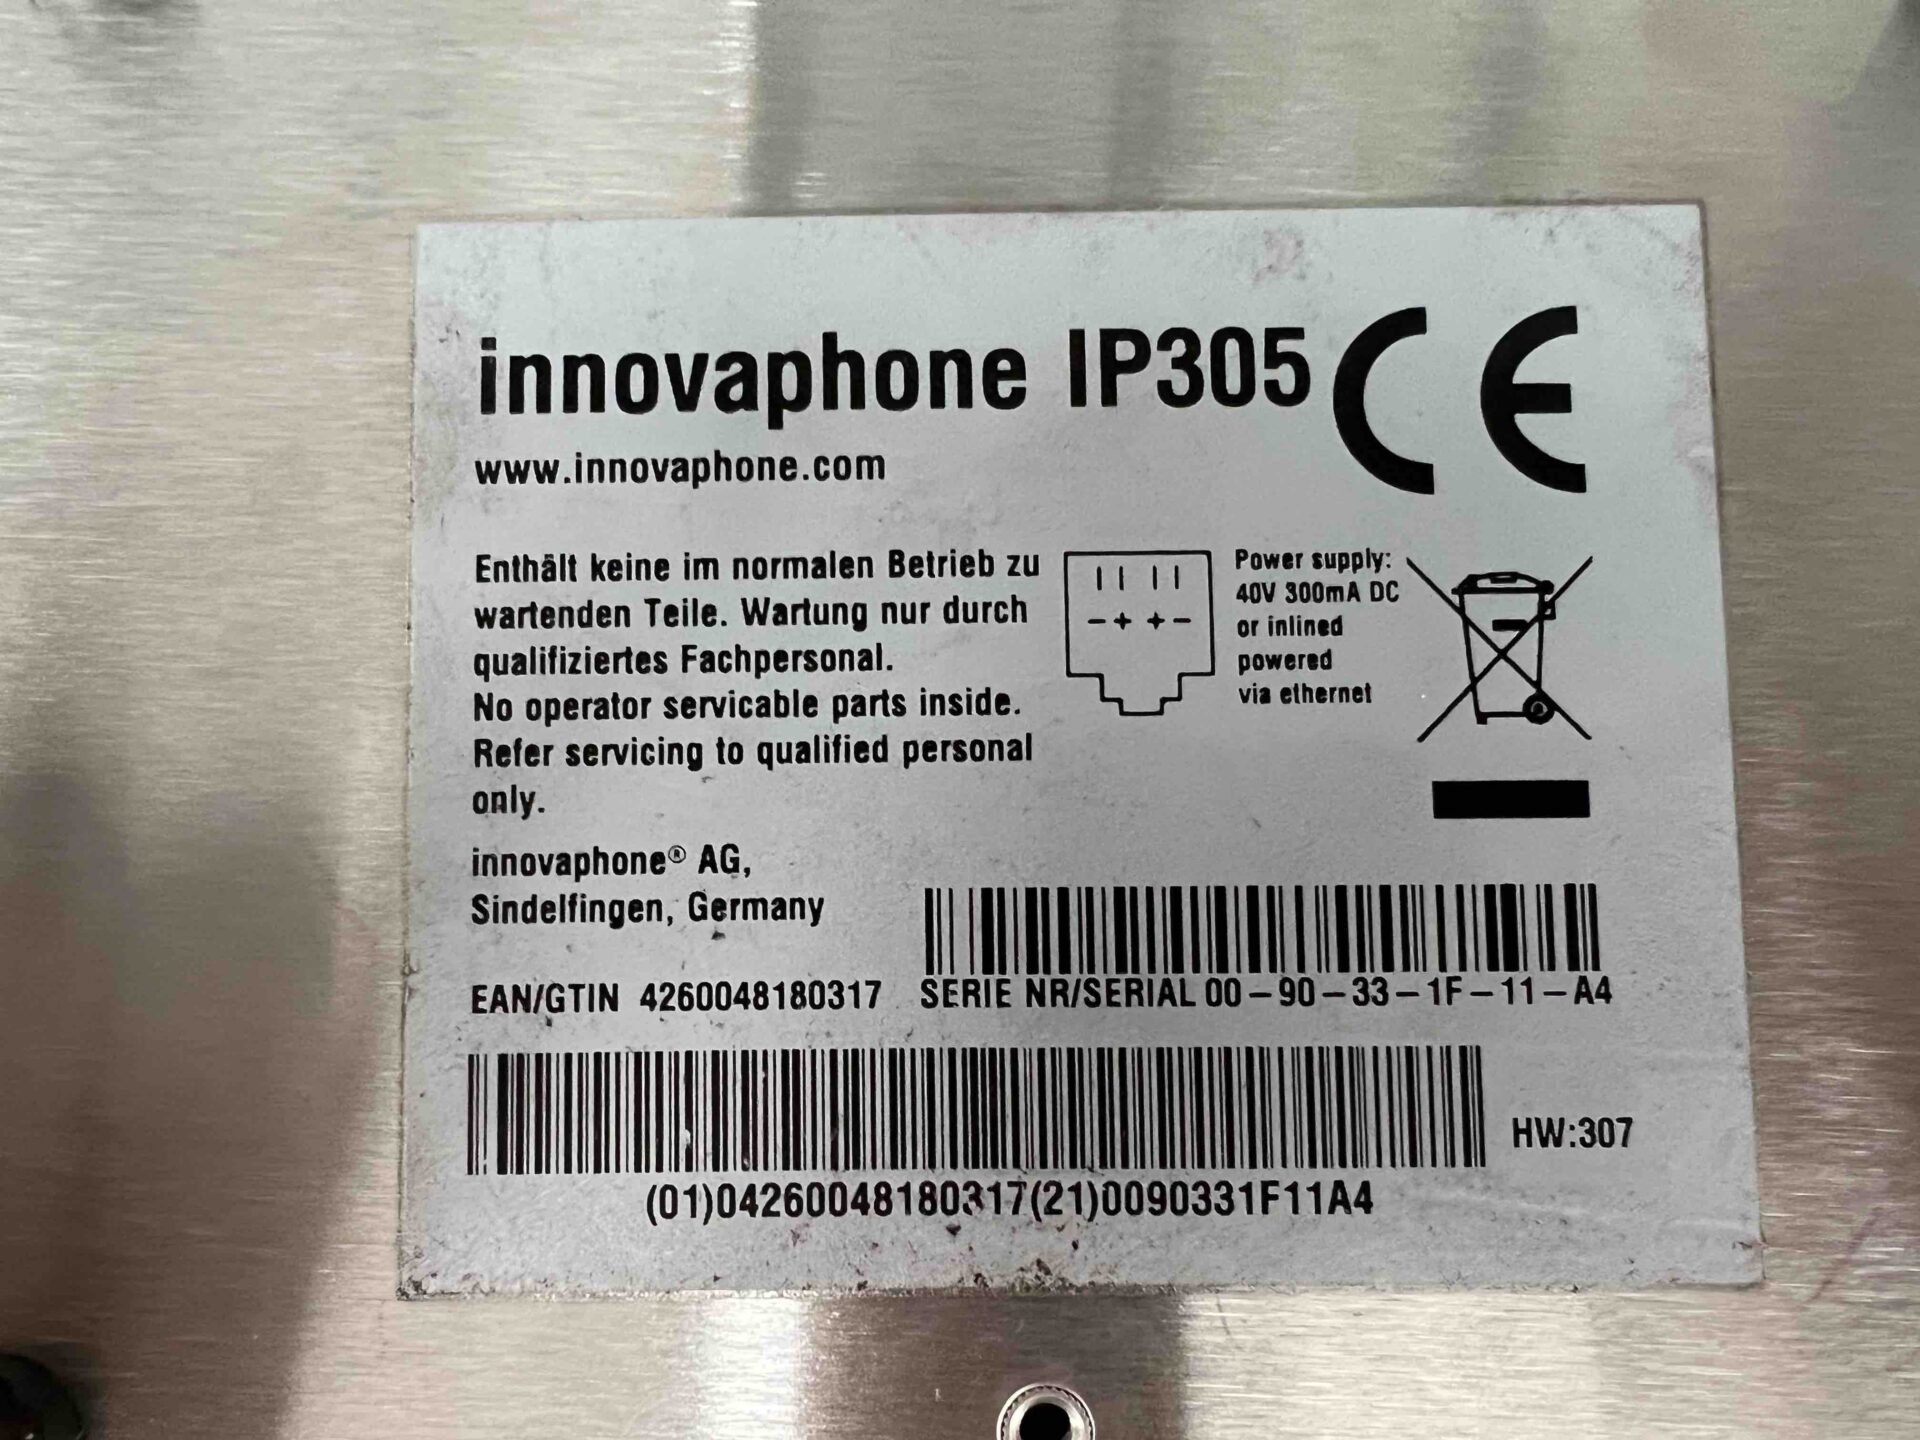 innovaphone IP305 CE
www.innovaphone.com
Enthält keine im normalen Betrieb zu
wartenden Teile. Wartung nur durch
qualifiziertes Fachpersonal.
No operator servicable parts inside.
Refer servicing to qualified personal
only.
- + + -
Power supply:
40V 300mA DC
or inlined
powered
via ethernet
innovaphone® AG,
Sindelfingen, Germany
EAN/GTIN 4260048180317
SERIE NR/SERIAL 00-90-33-1F-11-A4
HW:307
(01)04260048180317(21)0090331F11A4